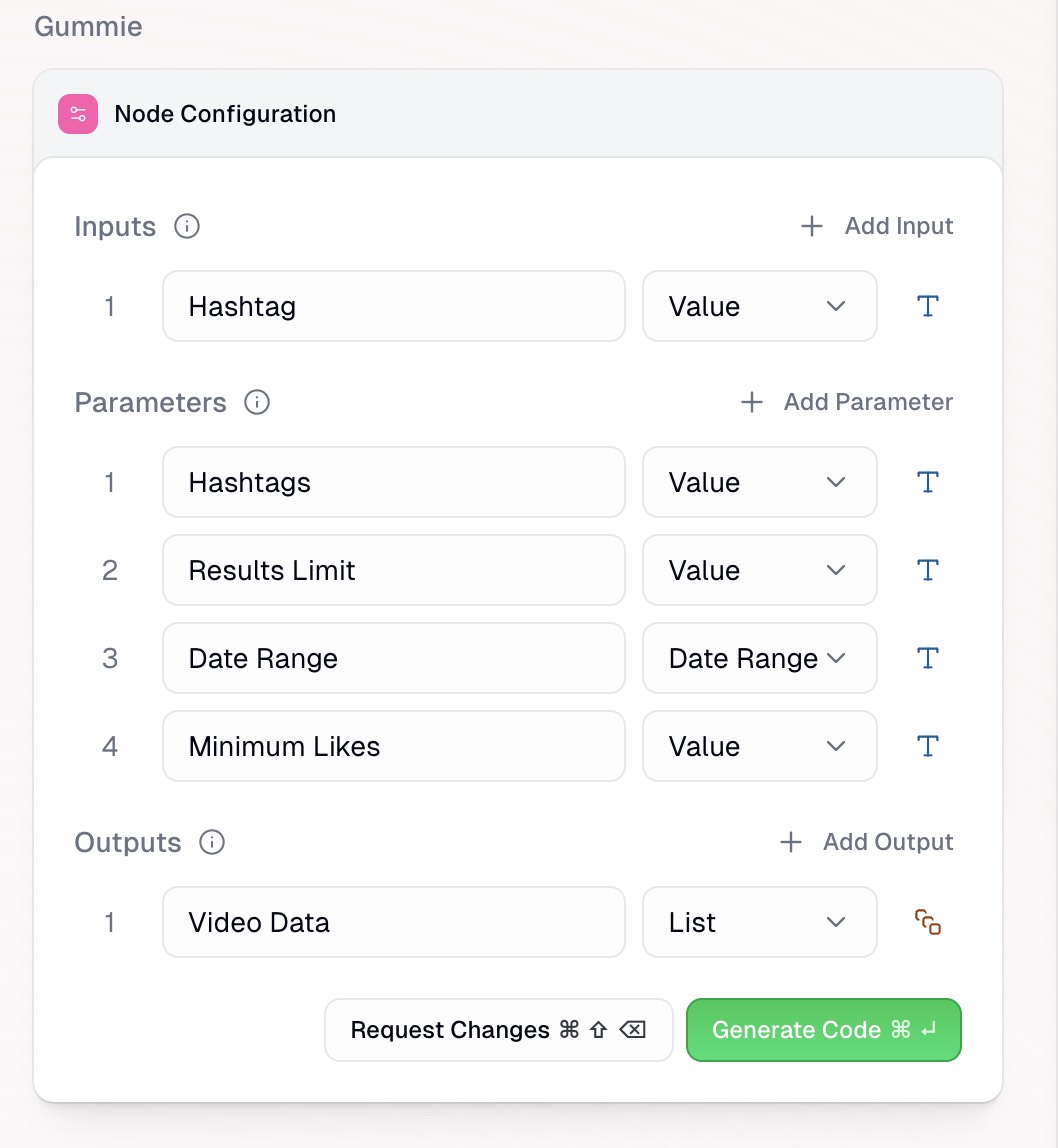 Gummie
Node Configuration
Inputs + Add Input
1 Hashtag Value T
Parameters + Add Parameter
1 Hashtags Value T
2 Results Limit Value T
3 Date Range Date Range T
4 Minimum Likes Value T
Outputs + Add Output
1 Video Data List
Request Changes ⌘ ⇧ ⌫ Generate Code ⌘ ↵